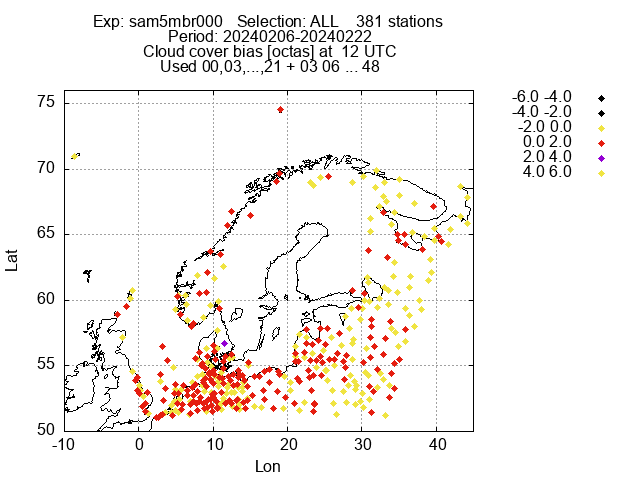 Exp: sam5mbr000   Selection: ALL    381 stations
Period: 20240206-20240222
Cloud cover bias [octas] at  12 UTC
Used 00,03,...,21 + 03 06 ... 48
-6.0 -4.0
-4.0 -2.0
-2.0 0.0
0.0 2.0
2.0 4.0
4.0 6.0
75
70
65
60
55
50
Lat
-10 0 10 20 30 40
Lon